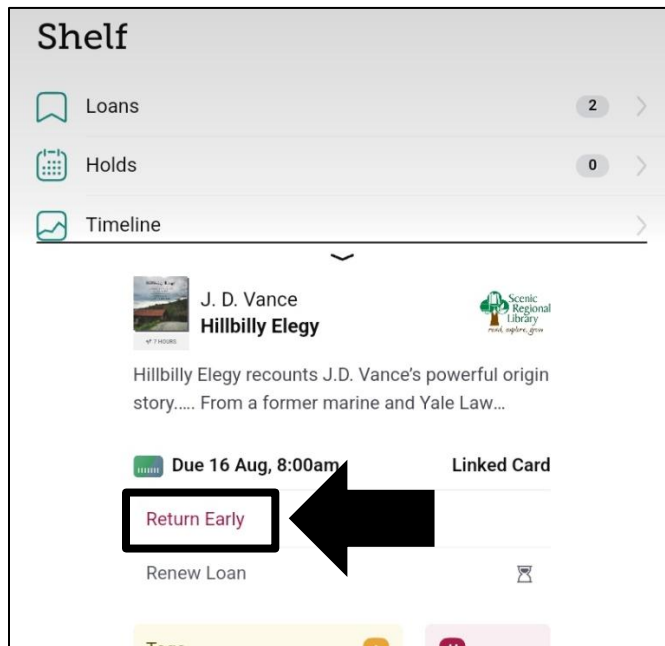 Shelf
Loans 2
Holds 0
Timeline
J. D. Vance
Hillbilly Elegy
Scenic
Regional
Library
read, explore, grow
7 HOURS
Hillbilly Elegy recounts J.D. Vance's powerful origin
story..... From a former marine and Yale Law...
Due 16 Aug, 8:00am Linked Card
Return Early
Renew Loan
Tags